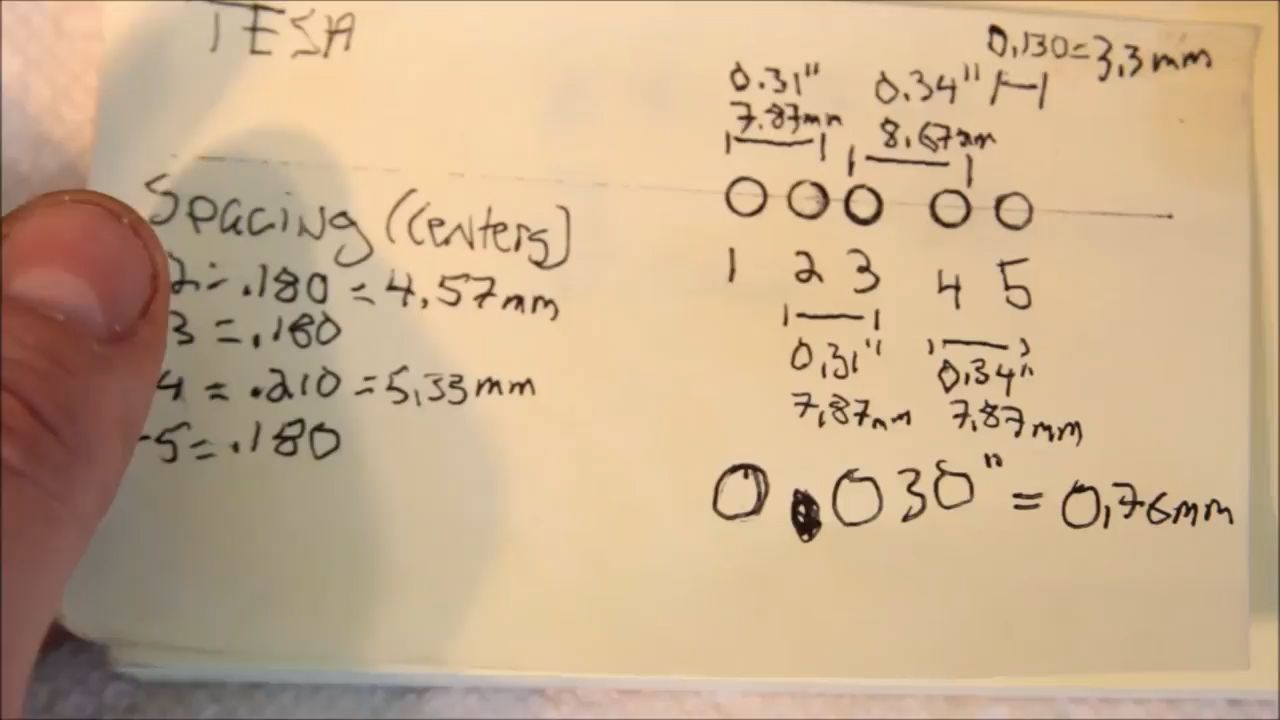 TESA
0,130=3,3mm
0.31" 0.34"
7.87mm 8,67mm
Spacing (centers)
2- .180 = 4,57mm
3 = .180
4 = .210 = 5,33mm
-5 = .180
1 2 3 4 5
0,31" 0,34"
7,87mm 7,87mm
0.030" = 0,76mm